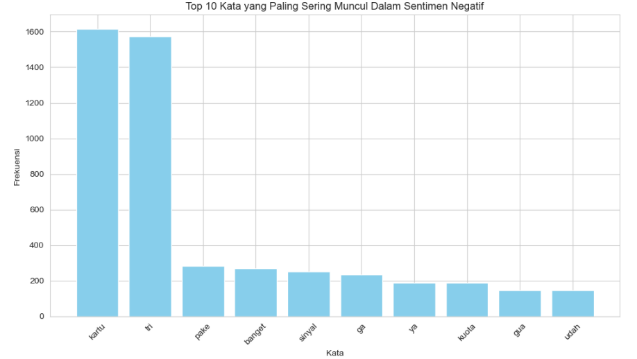 Top 10 Kata yang Paling Sering Muncul Dalam Sentimen Negatif
Frekuensi
1600
1400
1200
1000
800
600
400
200
0
kartu
tri
pake
banget
sinyal
ga
ya
kuota
gua
udah
Kata